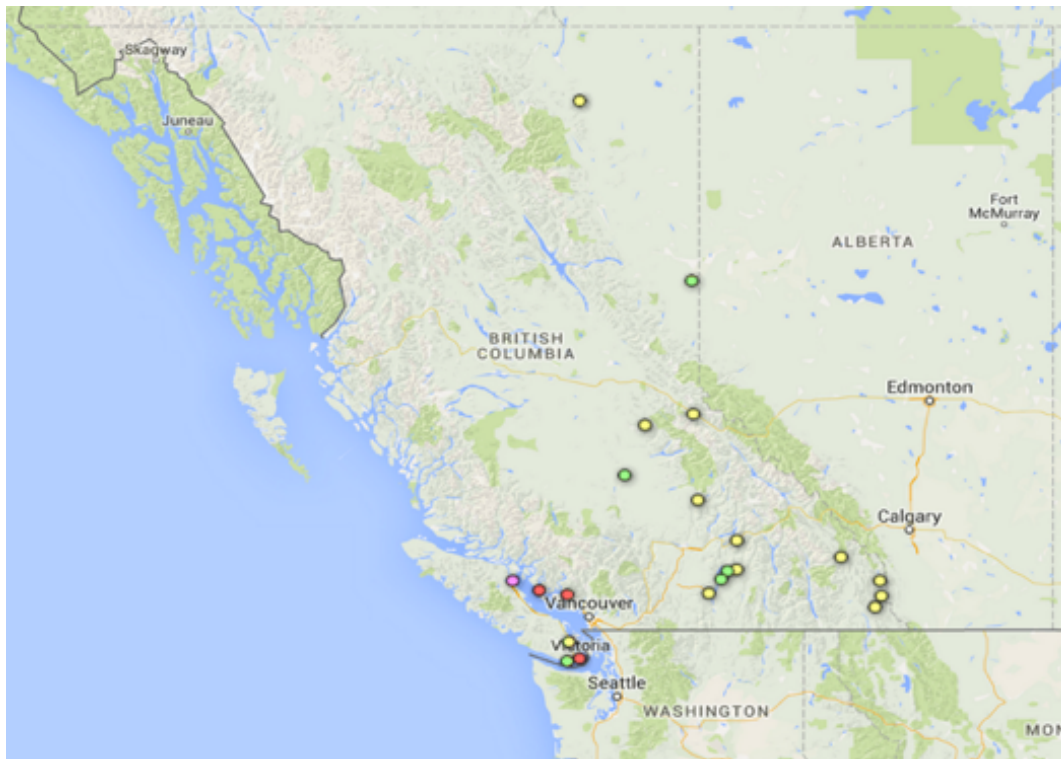 Skagway
Juneau
Fort
McMurray
ALBERTA
BRITISH
COLUMBIA
Edmonton
Calgary
Vancouver
Victoria
Seattle
WASHINGTON
MON